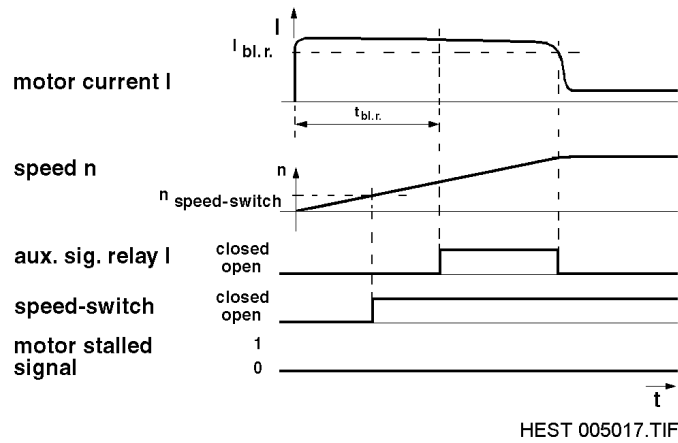 I
I bl.r.
motor current I
t bl.r.
speed n
n
n speed-switch
aux. sig. relay I
closed
open
speed-switch
closed
open
motor stalled
signal
1
0
t
HEST 005017.TIF